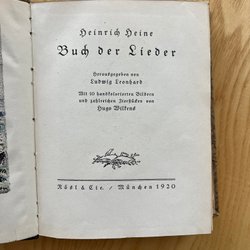 Heinrich Heine
Buch der Lieder
Herausgegeben von
Ludwig Leonhard
Mit 10 handkolorierten Bildern
und zahlreichen Zierstücken von
Hugo Wilkens
Rösl & Cie. / München 1920